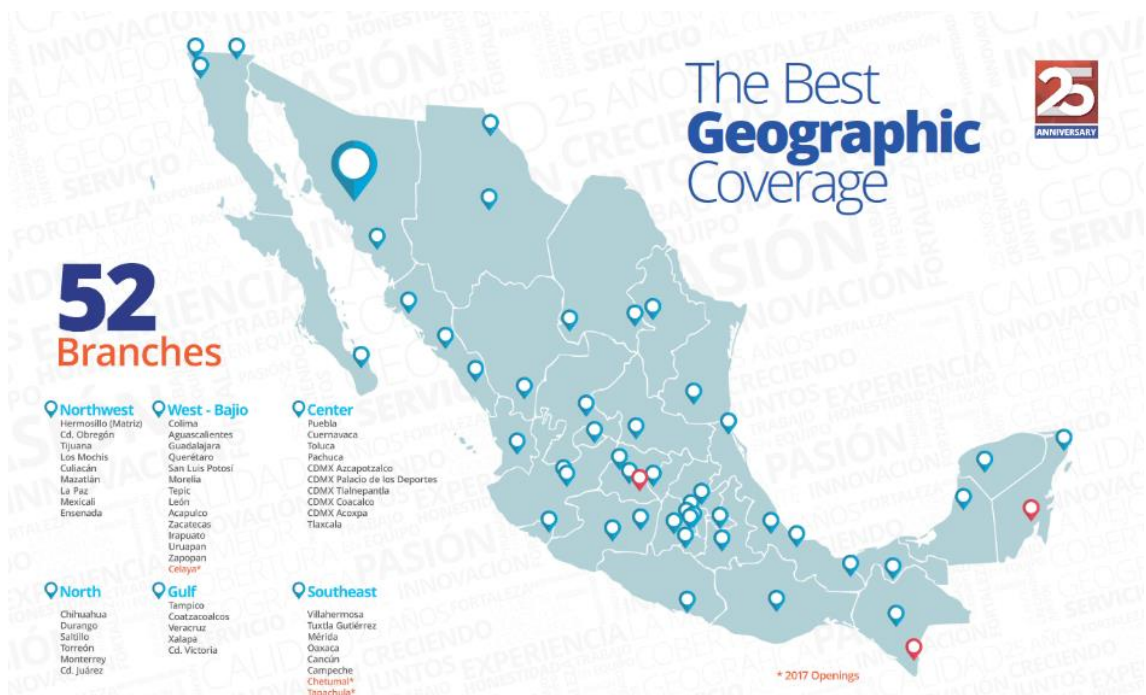 The Best
Geographic
Coverage
25
ANNIVERSARY
52
Branches
Northwest
Hermosillo (Matriz)
Cd. Obregón
Tijuana
Los Mochis
Culiacán
Mazatlán
La Paz
Mexicali
Ensenada
West - Bajio
Colima
Aguascalientes
Guadalajara
Querétaro
San Luis Potosí
Morelia
Tepic
León
Acapulco
Zacatecas
Irapuato
Uruapan
Zapopan
Celaya*
Center
Puebla
Cuernavaca
Toluca
Pachuca
CDMX Azcapotzalco
CDMX Palacio de los Deportes
CDMX Tlalnepantla
CDMX Coacalco
CDMX Acoxpa
Tlaxcala
North
Chihuahua
Durango
Saltillo
Torreón
Monterrey
Cd. Juárez
Gulf
Tampico
Coatzacoalcos
Veracruz
Xalapa
Cd. Victoria
Southeast
Villahermosa
Tuxtla Gutiérrez
Mérida
Oaxaca
Cancún
Campeche
Chetumal*
Tapachula*
* 2017 Openings